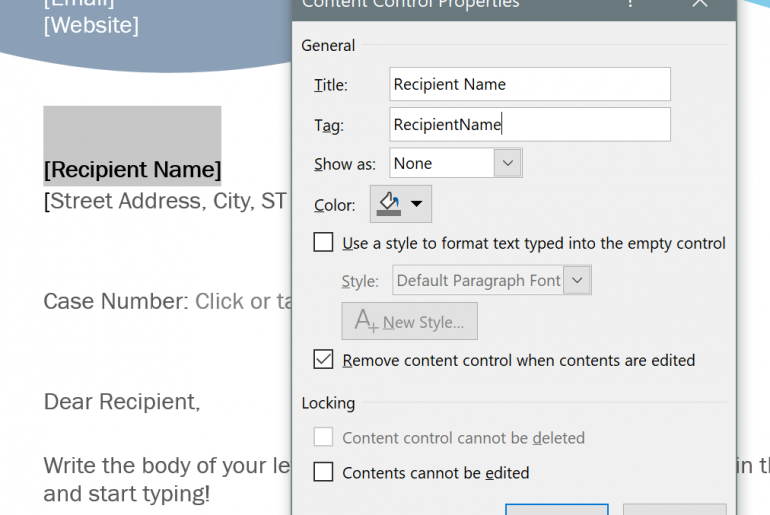 [Email]
[Website]
[Recipient Name]
[Street Address, City, ST
Case Number: Click or ta
Dear Recipient,
Write the body of your le
and start typing!
Content Control Properties
?
General
Title: Recipient Name
Tag: RecipientName
Show as: None
Color:
Use a style to format text typed into the empty control
Style: Default Paragraph Font
A+ New Style...
Remove content control when contents are edited
Locking
Content control cannot be deleted
Contents cannot be edited
in th